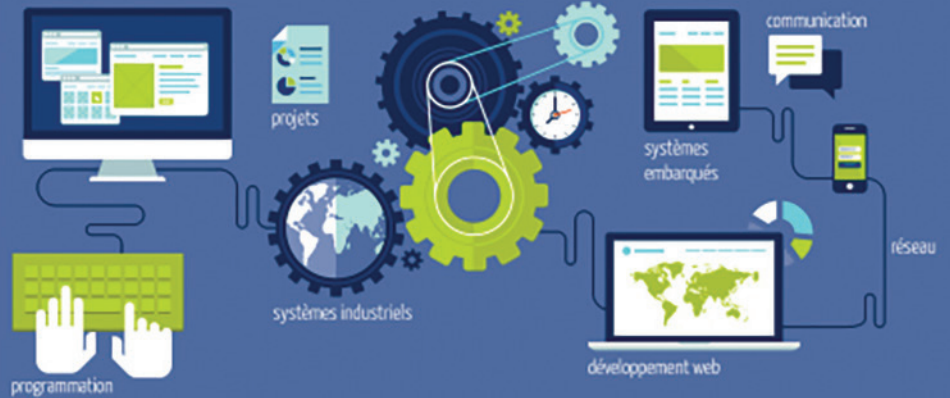 communication
projets
systèmes
embarqués
réseau
systèmes industriels
développement web
programmation